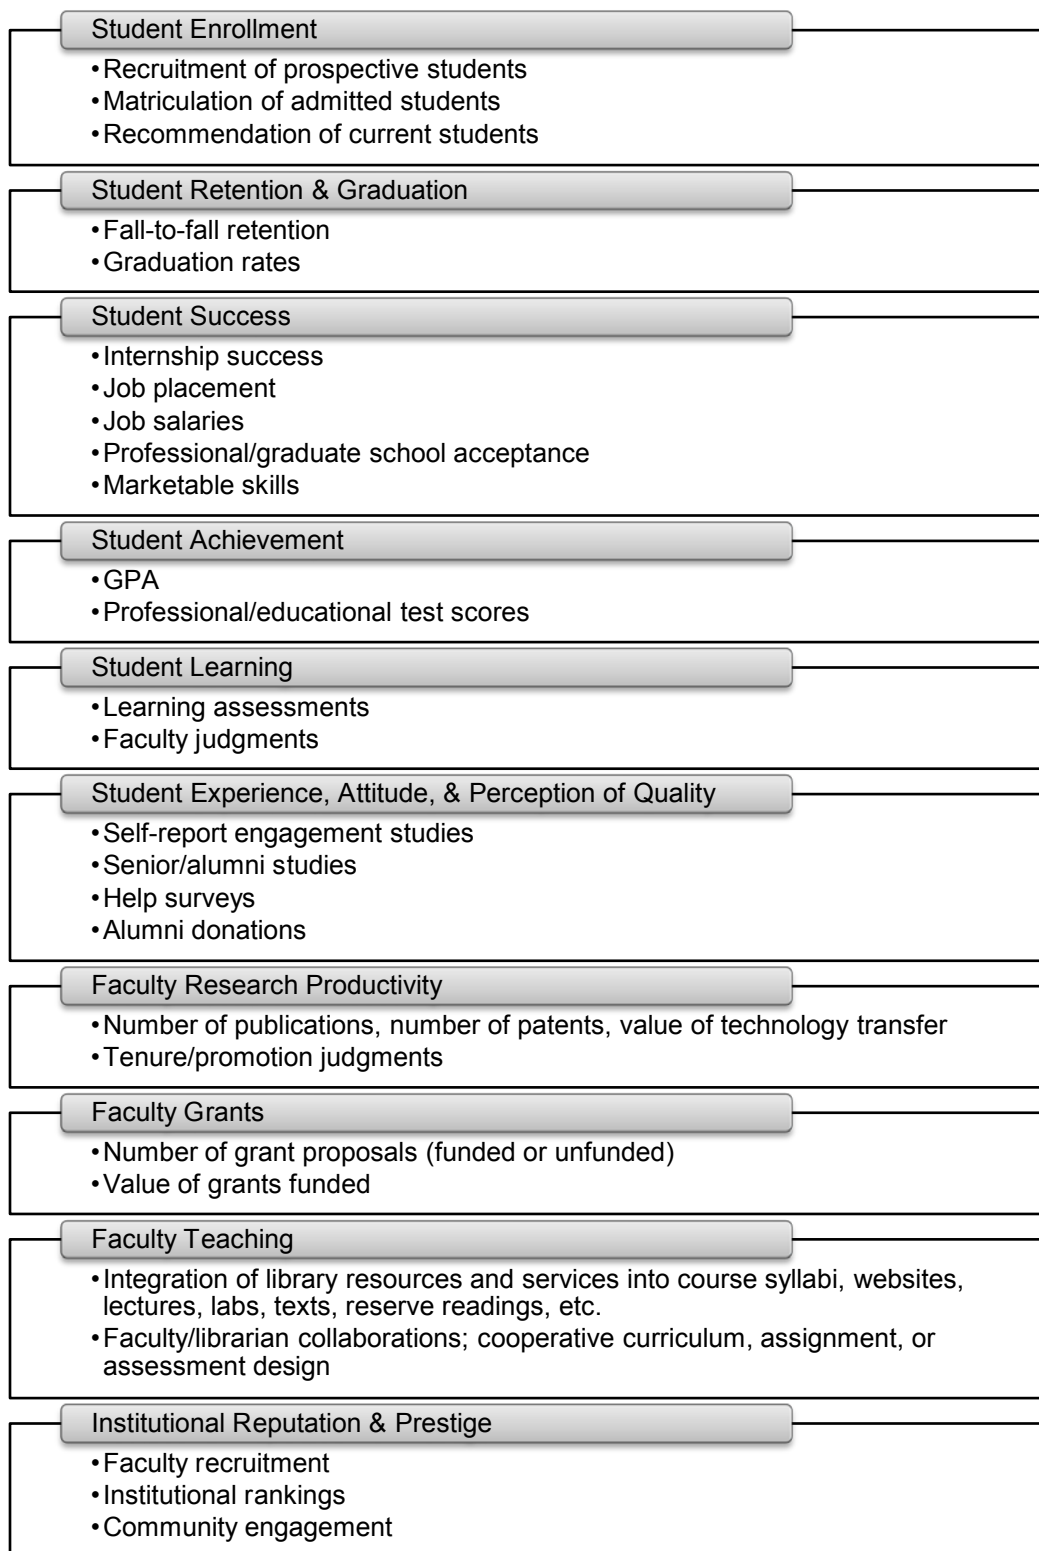 Student Enrollment
•Recruitment of prospective students
•Matriculation of admitted students
•Recommendation of current students
Student Retention & Graduation
•Fall-to-fall retention
•Graduation rates
Student Success
•Internship success
•Job placement
•Job salaries
•Professional/graduate school acceptance
•Marketable skills
Student Achievement
•GPA
•Professional/educational test scores
Student Learning
•Learning assessments
•Faculty judgments
Student Experience, Attitude, & Perception of Quality
•Self-report engagement studies
•Senior/alumni studies
•Help surveys
•Alumni donations
Faculty Research Productivity
•Number of publications, number of patents, value of technology transfer
•Tenure/promotion judgments
Faculty Grants
•Number of grant proposals (funded or unfunded)
•Value of grants funded
Faculty Teaching
•Integration of library resources and services into course syllabi, websites,
lectures, labs, texts, reserve readings, etc.
•Faculty/librarian collaborations; cooperative curriculum, assignment, or
assessment design
Institutional Reputation & Prestige
•Faculty recruitment
•Institutional rankings
•Community engagement